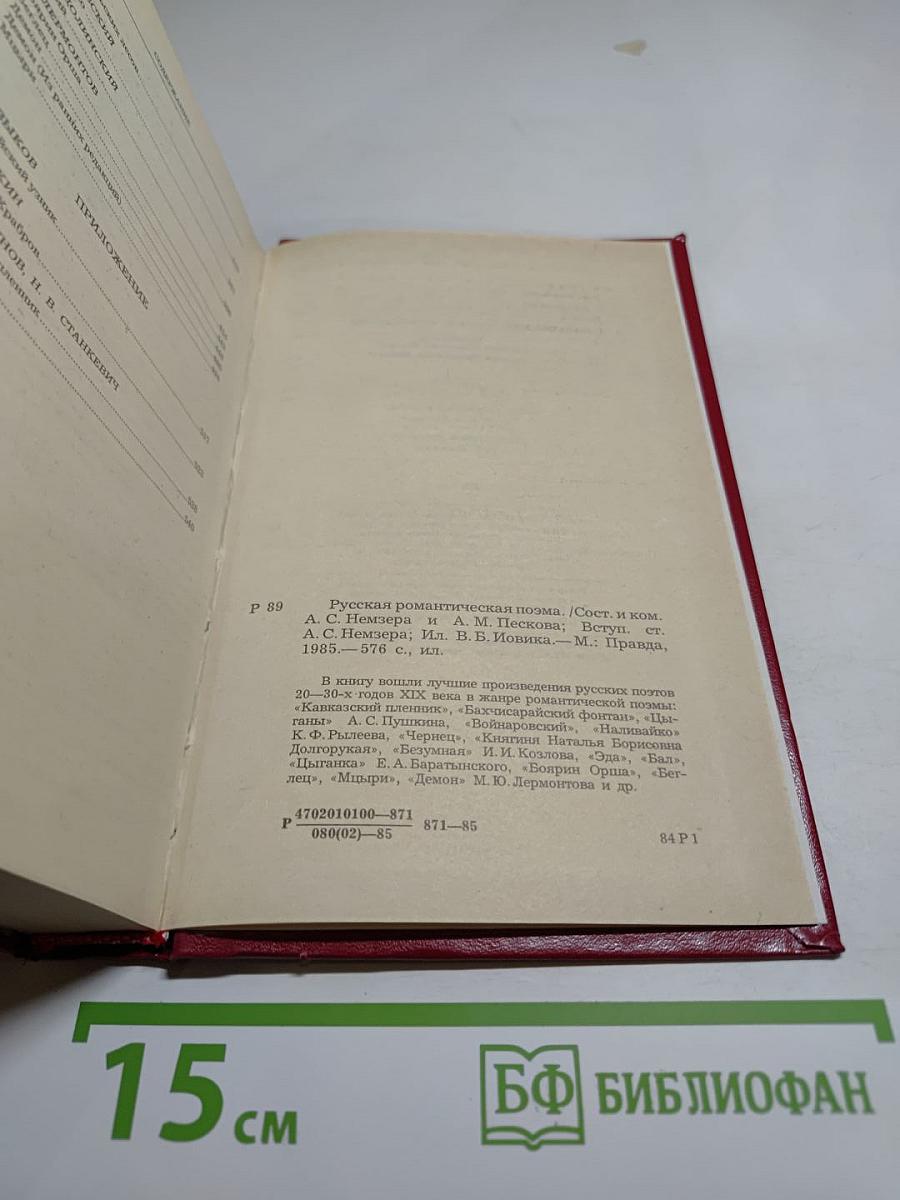 СОДЕРЖАНИЕ
ПРИЛОЖЕНИЕ
СТАНКЕВИЧ
Р 89
Русская романтическая поэма. /Сост. и ком.
А. С. Немзера и А. М. Пескова; Вступ. ст.
А. С. Немзера; Ил. В. Б. Иовика.— М.: Правда,
1985.— 576 с., ил.
В книгу вошли лучшие произведения русских поэтов
20—30-х годов XIX века в жанре романтической поэмы:
«Кавказский пленник», «Бахчисарайский фонтан», «Цы-
ганы» А. С. Пушкина, «Войнаровский», «Наливайко»
К. Ф. Рылеева, «Чернец», «Княгиня Наталья Борисовна
Долгорукая», «Безумная» И. И. Козлова, «Эда», «Бал»,
«Цыганка» Е. А. Баратынского, «Боярин Орша», «Бег-
лец», «Мцыри», «Демон» М. Ю. Лермонтова и др.
Р 4702010100—871
080(02)—85
871—85
84 Р 1
15 см
БФ БИБЛИОФАН